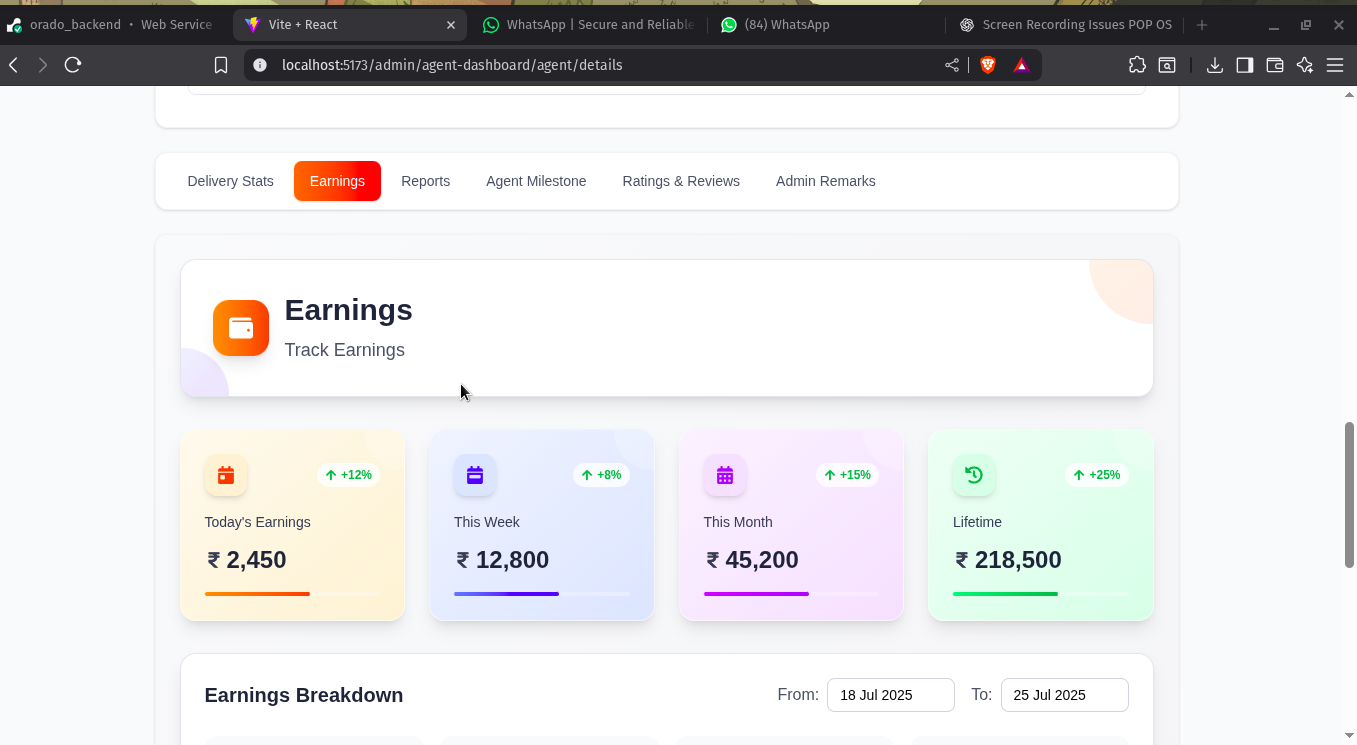 orado_backend • Web Service
Vite + React
WhatsApp | Secure and Reliable
(84) WhatsApp
Screen Recording Issues POP OS
localhost:5173/admin/agent-dashboard/agent/details
Delivery Stats
Earnings
Reports
Agent Milestone
Ratings & Reviews
Admin Remarks
Earnings
Track Earnings
+12%
Today's Earnings
₹ 2,450
+8%
This Week
₹ 12,800
+15%
This Month
₹ 45,200
+25%
Lifetime
₹ 218,500
Earnings Breakdown
From: 18 Jul 2025 To: 25 Jul 2025